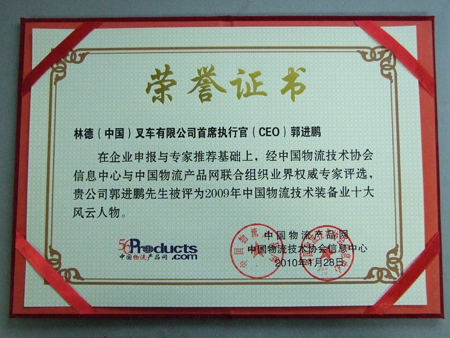 荣誉证书
林德（中国）叉车有限公司首席执行官（CEO）郭进鹏
在企业申报与专家推荐基础上，经中国物流技术协会
信息中心与中国物流产品网联合组织业界权威专家评选，
贵公司郭进鹏先生被评为2009年中国物流技术装备业十大
风云人物。
56Products.com
中国物流产品网
中国物流产品网
中国物流技术协会信息中心
2010年1月28日